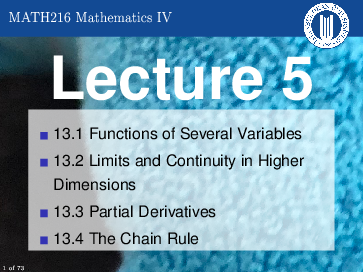 MATH216 Mathematics IV
Lecture 5
13.1 Functions of Several Variables
13.2 Limits and Continuity in Higher
Dimensions
13.3 Partial Derivatives
13.4 The Chain Rule
1 of 73